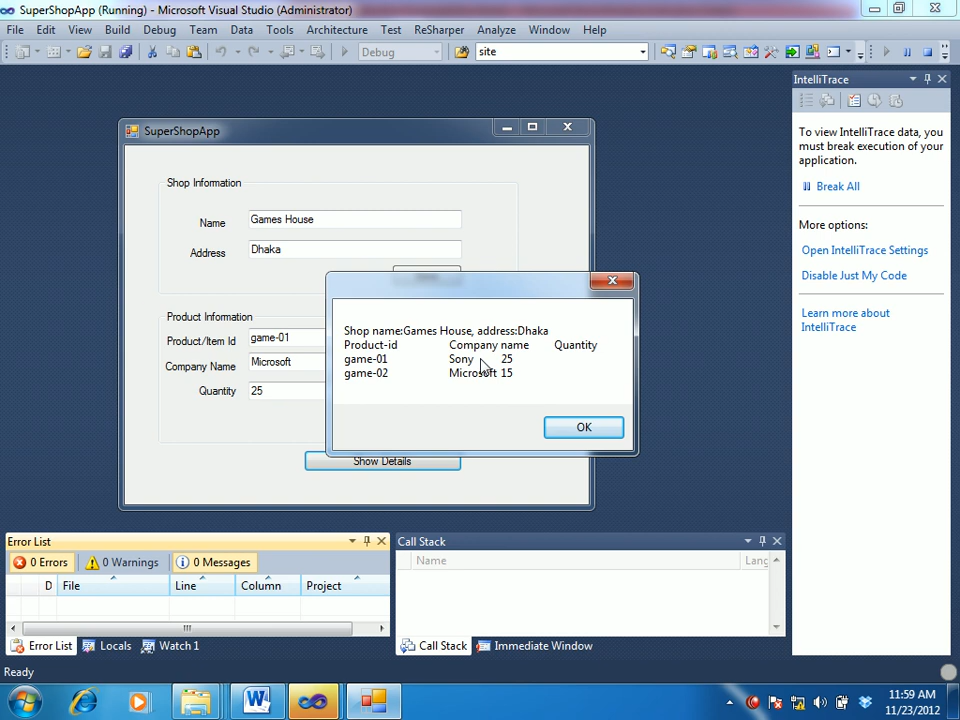 SuperShopApp (Running) - Microsoft Visual Studio (Administrator)
File Edit View Build Debug Team Data Tools Architecture Test ReSharper Analyze Window Help
Debug site
IntelliTrace
To view IntelliTrace data, you
must break execution of your
application.
Break All
More options:
Open IntelliTrace Settings
Disable Just My Code
Learn more about
IntelliTrace
SuperShopApp
Shop Information
Name Games House
Address Dhaka
Product Information
Product/Item Id game-01
Company Name Microsoft
Quantity 25
Show Details
Shop name:Games House, address:Dhaka
Product-id Company name Quantity
game-01 Sony 25
game-02 Microsoft 15
OK
Error List
0 Errors 0 Warnings 0 Messages
D File Line Column Project
Error List Locals Watch 1
Call Stack
Name Lang
Call Stack Immediate Window
Ready
11:59 AM
11/23/2012